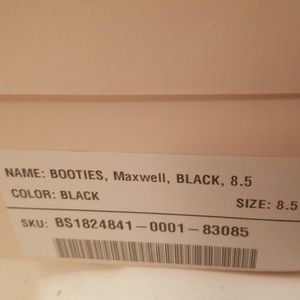 NAME: BOOTIES, Maxwell, BLACK, 8.5
COLOR: BLACK SIZE: 8.5
SKU: BS1824841-0001-83085